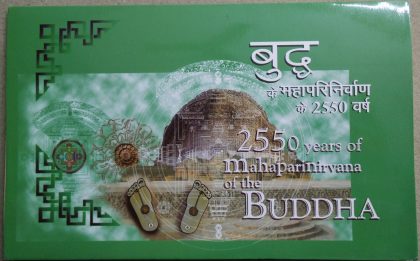 बुद्ध
के महापरिनिर्वाण
के 2550 वर्ष
2550 years of
mahaparinirvana
of the
BUDDHA